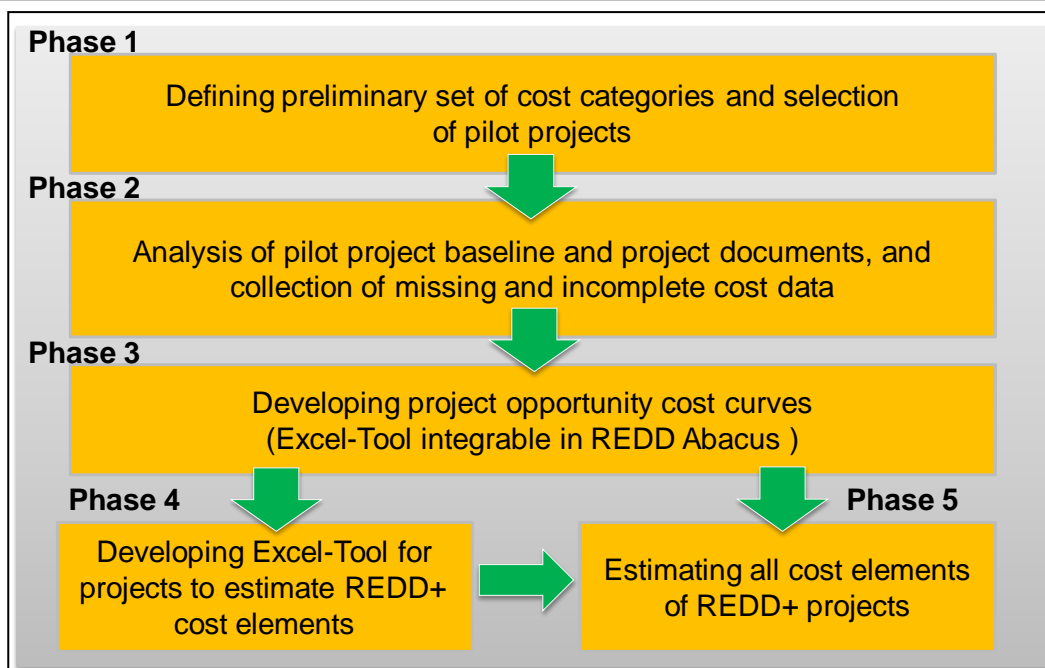 Phase 1
Defining preliminary set of cost categories and selection
of pilot projects
Phase 2
Analysis of pilot project baseline and project documents, and
collection of missing and incomplete cost data
Phase 3
Developing project opportunity cost curves
(Excel-Tool integrable in REDD Abacus )
Phase 4
Developing Excel-Tool for
projects to estimate REDD+
cost elements
Phase 5
Estimating all cost elements
of REDD+ projects